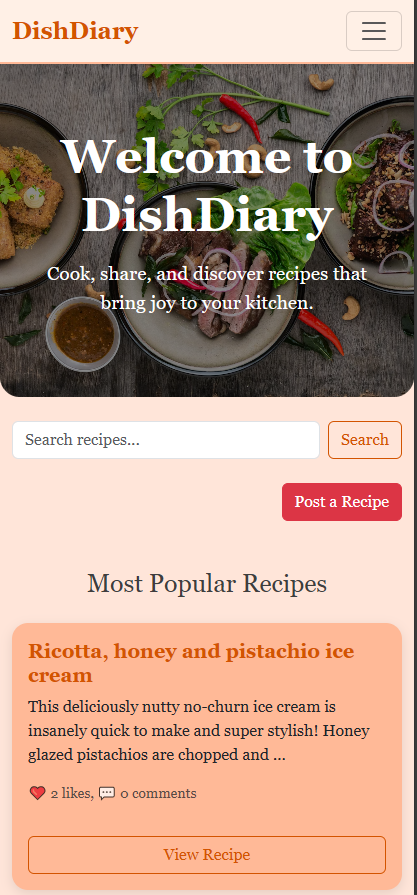 DishDiary
Welcome to
DishDiary
Cook, share, and discover recipes that
bring joy to your kitchen.
Search recipes...
Search
Post a Recipe
Most Popular Recipes
Ricotta, honey and pistachio ice
cream
This deliciously nutty no-churn ice cream is
insanely quick to make and super stylish! Honey
glazed pistachios are chopped and ...
❤️ 2 likes, 💬 0 comments
View Recipe